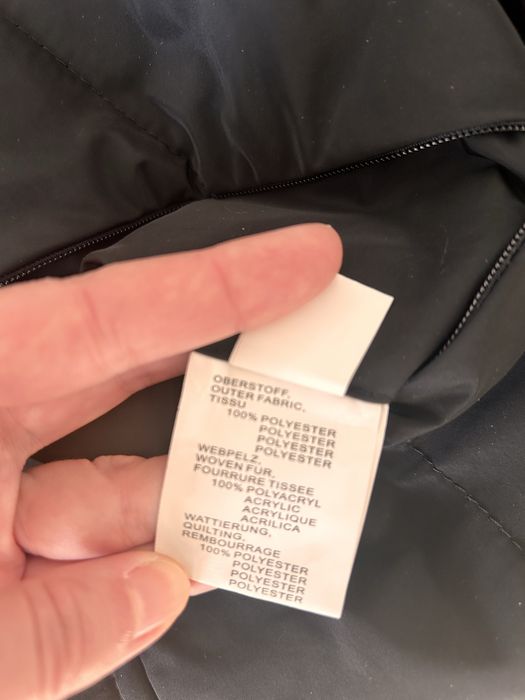 OBERSTOFF,
OUTER FABRIC,
TISSU
100% POLYESTER
POLYESTER
POLYESTER
POLYESTER
WEBPELZ,
WOVEN FUR,
FOURRURE TISSEE
100% POLYACRYL
ACRYLIC
ACRYLIQUE
ACRILICA
WATTIERUNG,
QUILTING,
REMBOURRAGE
100% POLYESTER
POLYESTER
POLYESTER
POLYESTER